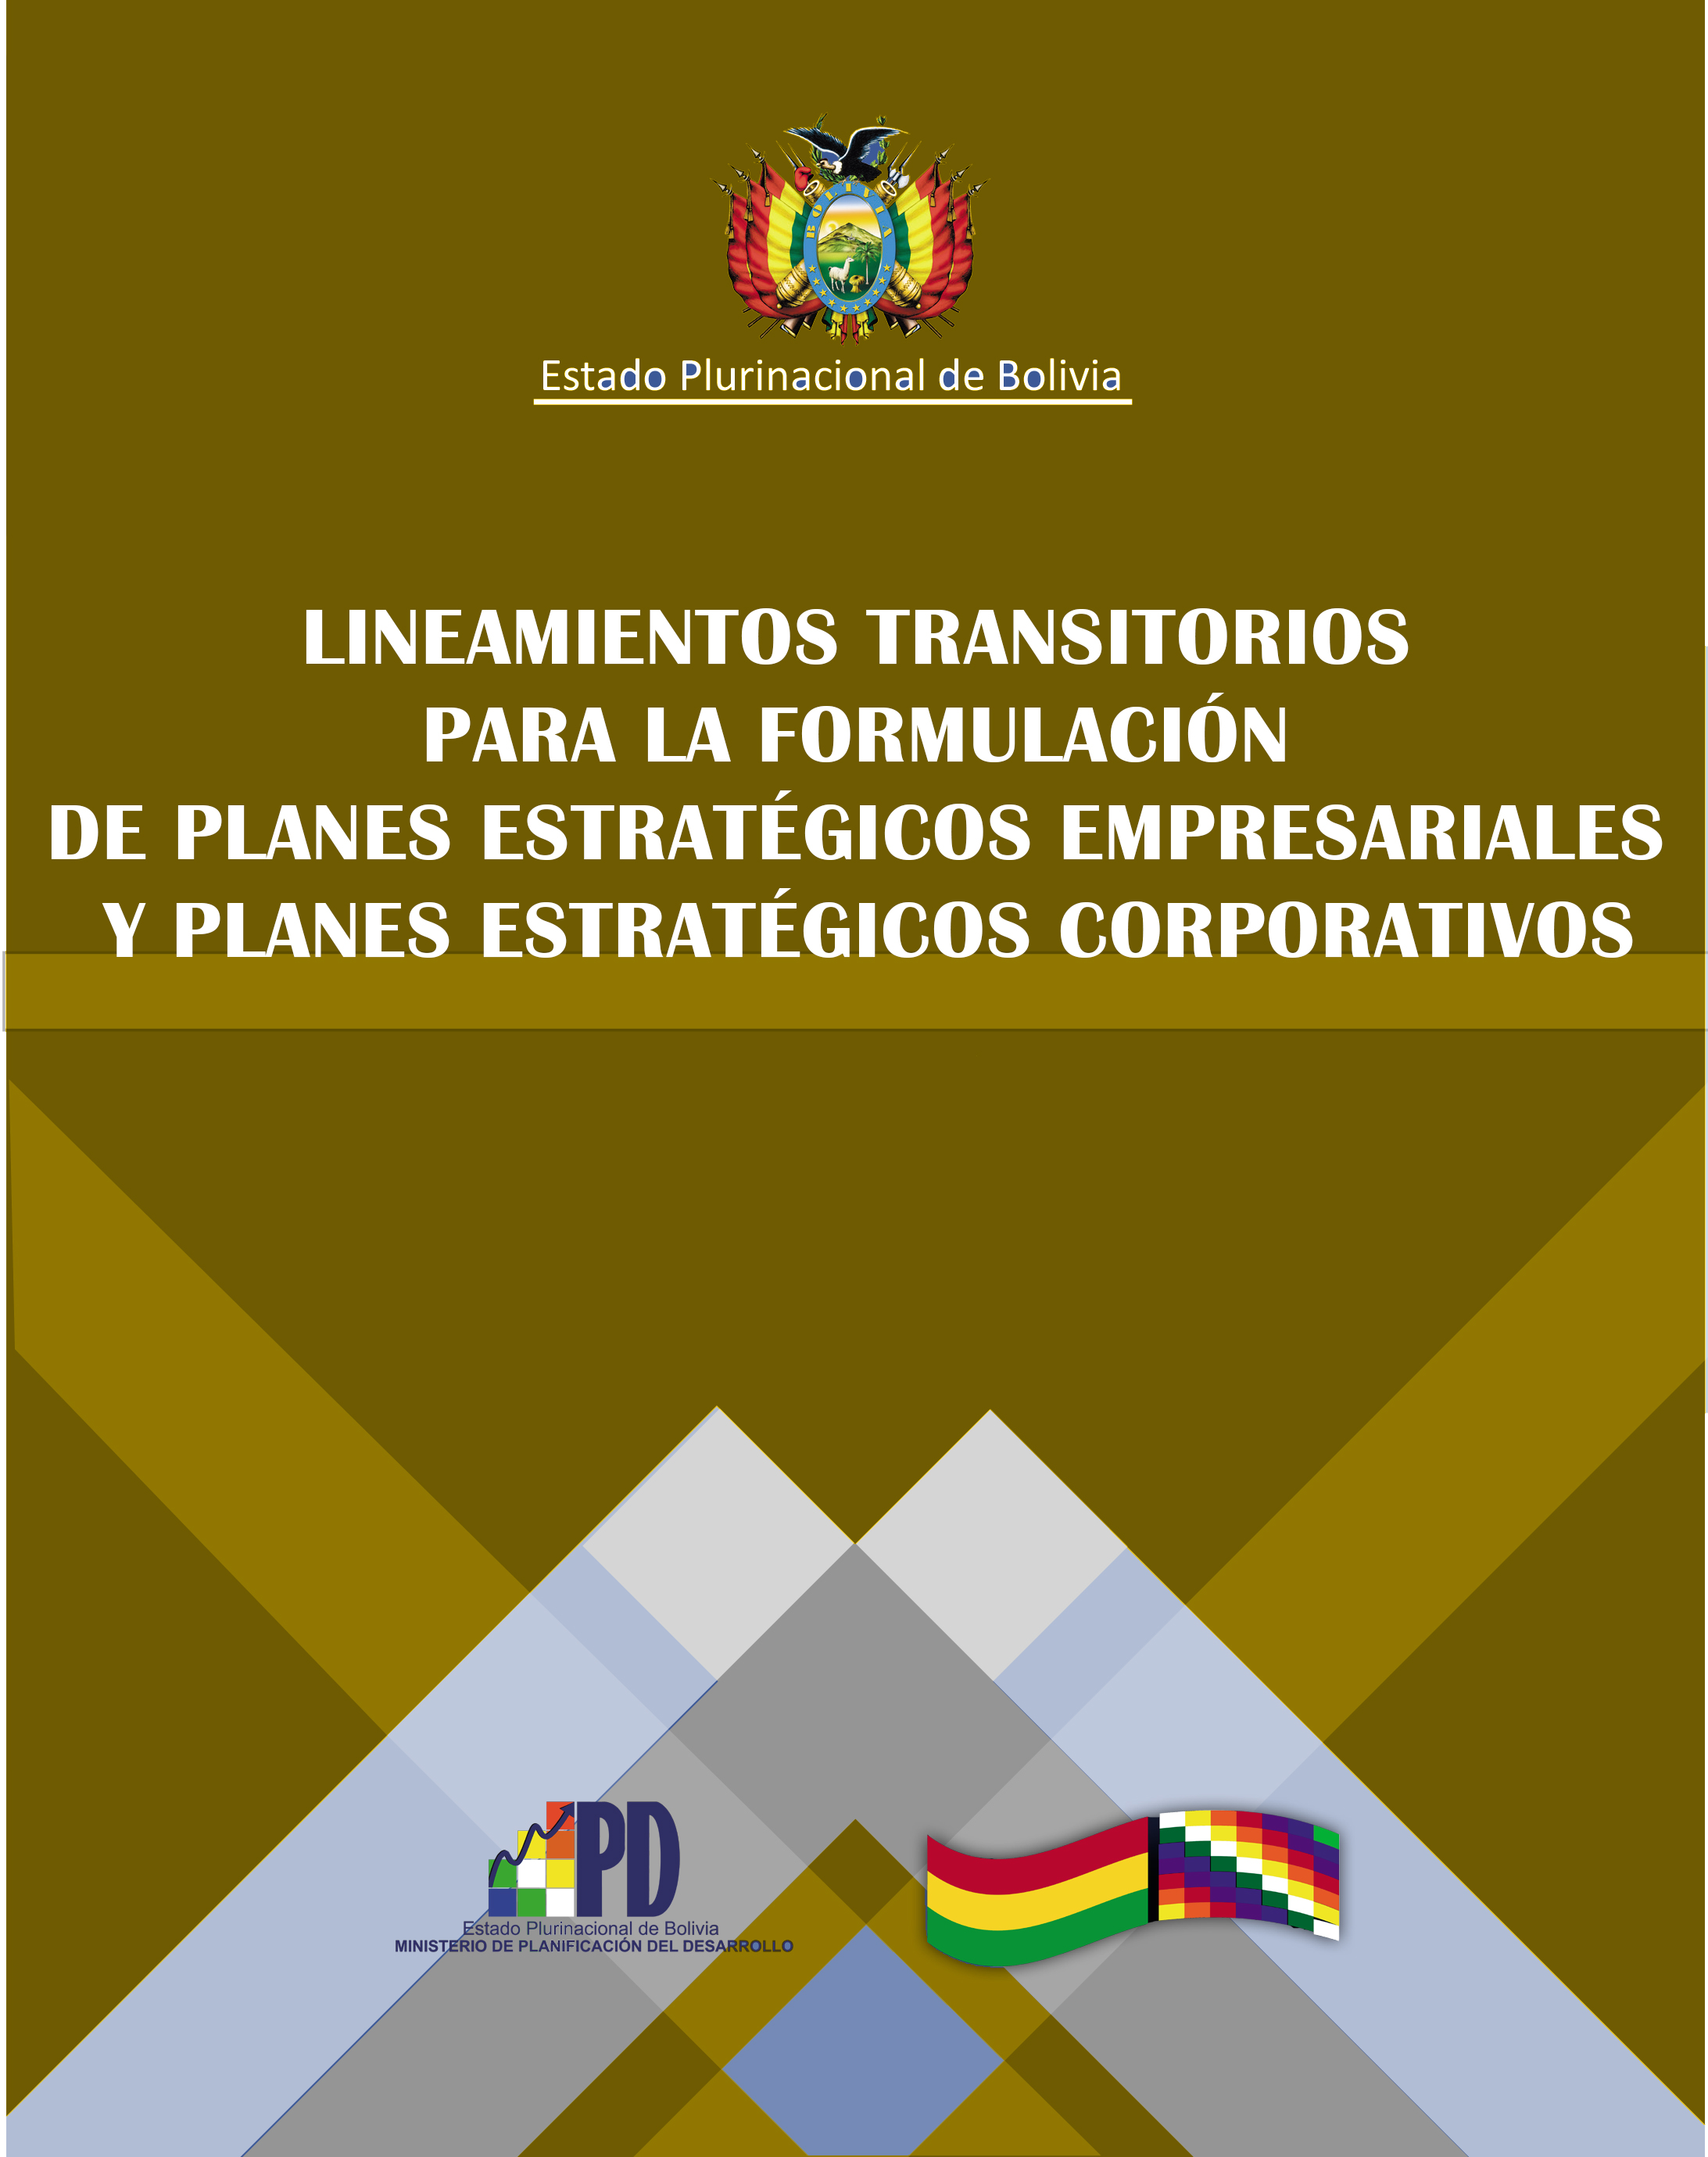 BOLIVIA
Estado Plurinacional de Bolivia
LINEAMIENTOS TRANSITORIOS
PARA LA FORMULACIÓN
DE PLANES ESTRATÉGICOS EMPRESARIALES
Y PLANES ESTRATÉGICOS CORPORATIVOS
PD
Estado Plurinacional de Bolivia
MINISTERIO DE PLANIFICACIÓN DEL DESARROLLO